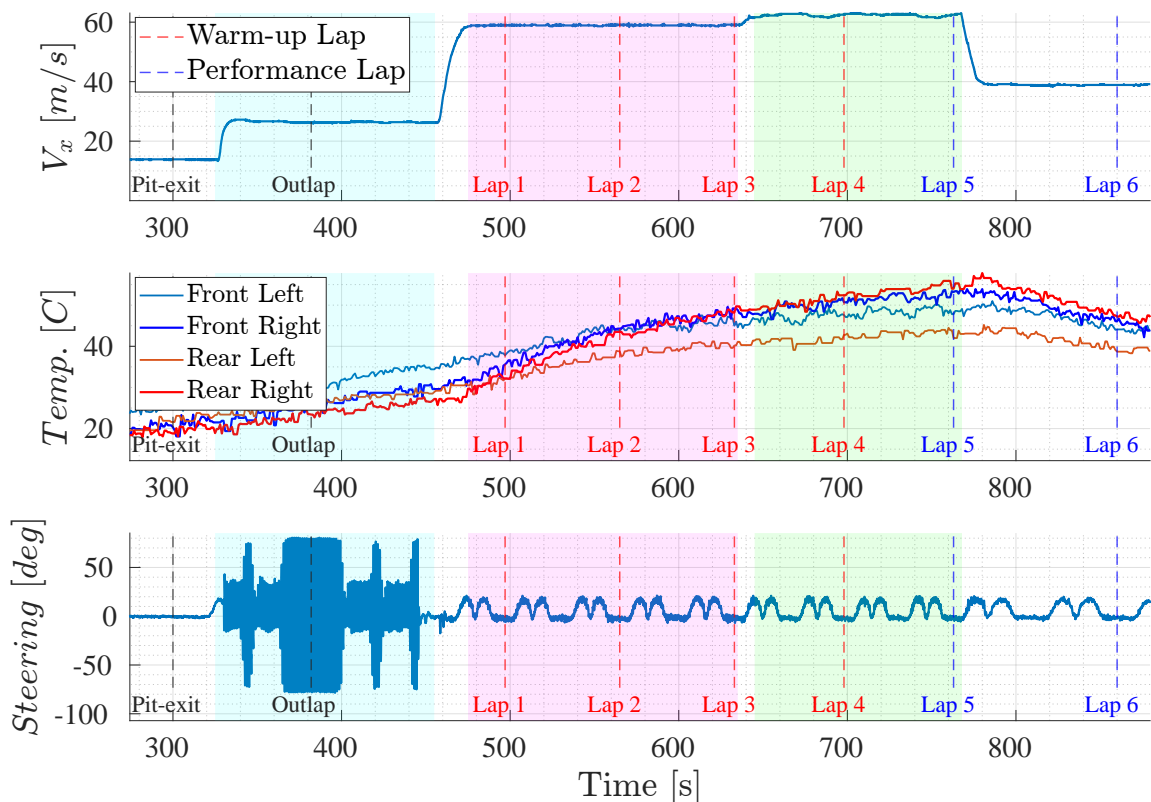 60
40
20
V_x [m/s]
Warm-up Lap
Performance Lap
Pit-exit Outlap Lap 1 Lap 2 Lap 3 Lap 4 Lap 5 Lap 6
300 400 500 600 700 800
40
20
Temp. [C]
Front Left
Front Right
Rear Left
Rear Right
Pit-exit Outlap Lap 1 Lap 2 Lap 3 Lap 4 Lap 5 Lap 6
300 400 500 600 700 800
50
0
-50
-100
Steering [deg]
Pit-exit Outlap Lap 1 Lap 2 Lap 3 Lap 4 Lap 5 Lap 6
300 400 500 600 700 800
Time [s]